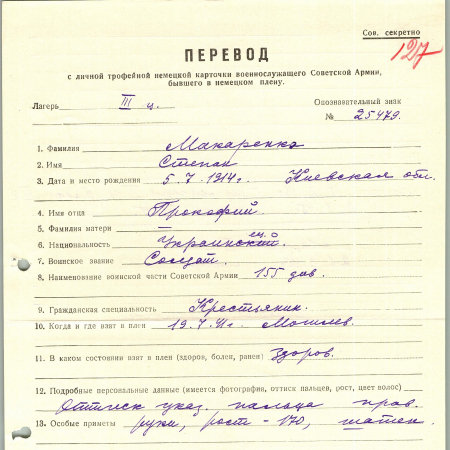 Сов. секретно
127
ПЕРЕВОД
с личной трофейной немецкой карточки военнослужащего Советской Армии,
бывшего в немецком плену.
Лагерь III ц. Опознавательный знак
№ 25479.
1. Фамилия Макаренко
2. Имя Степан
3. Дата и место рождения 5.7.1914г. Киевская обл.
4. Имя отца Прокофий
5. Фамилия матери —
6. Национальность Украинский
7. Воинское звание Солдат.
8. Наименование воинской части Советской Армии 155 див.
9. Гражданская специальность Крестьянин.
10. Когда и где взят в плен 19.7.41г. Могилев.
11. В каком состоянии взят в плен (здоров, болен, ранен) Здоров.
12. Подробные персональные данные (имеется фотография, оттиск пальцев, рост, цвет волос)
Оттиск указ. пальца прав.
13. Особые приметы руки, рост - 170, шатен.